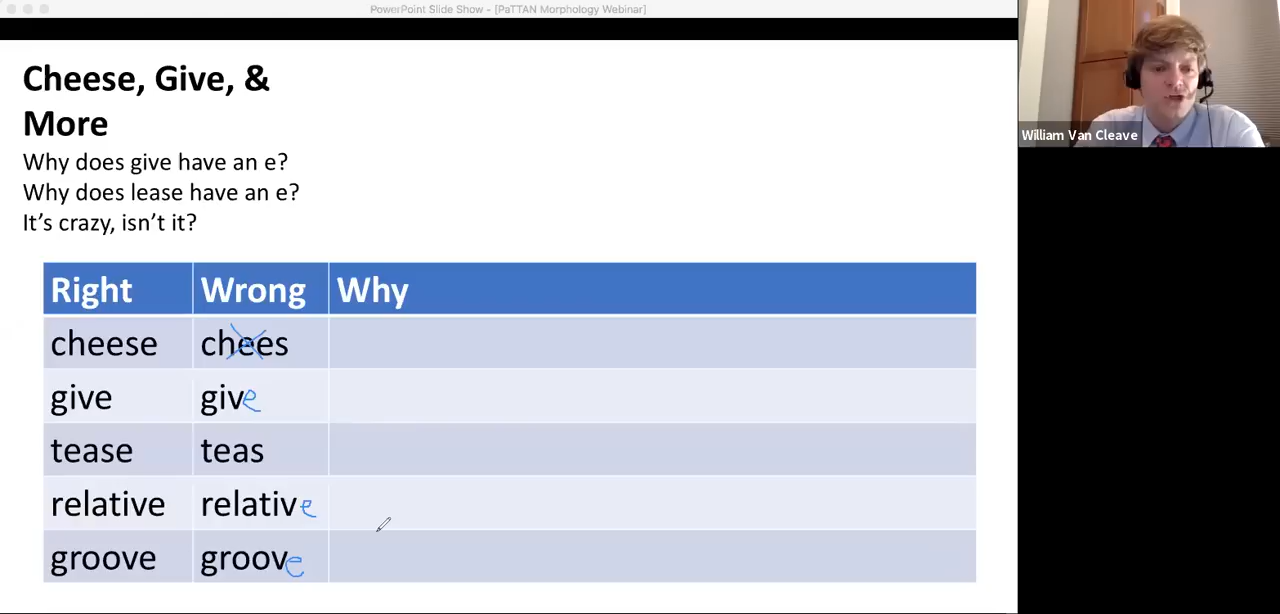 PowerPoint Slide Show - [PaTTAN Morphology Webinar]
Cheese, Give, &
More
Why does give have an e?
Why does lease have an e?
It's crazy, isn't it?
Right Wrong Why
cheese chees
give give
tease teas
relative relative
groove groove
William Van Cleave